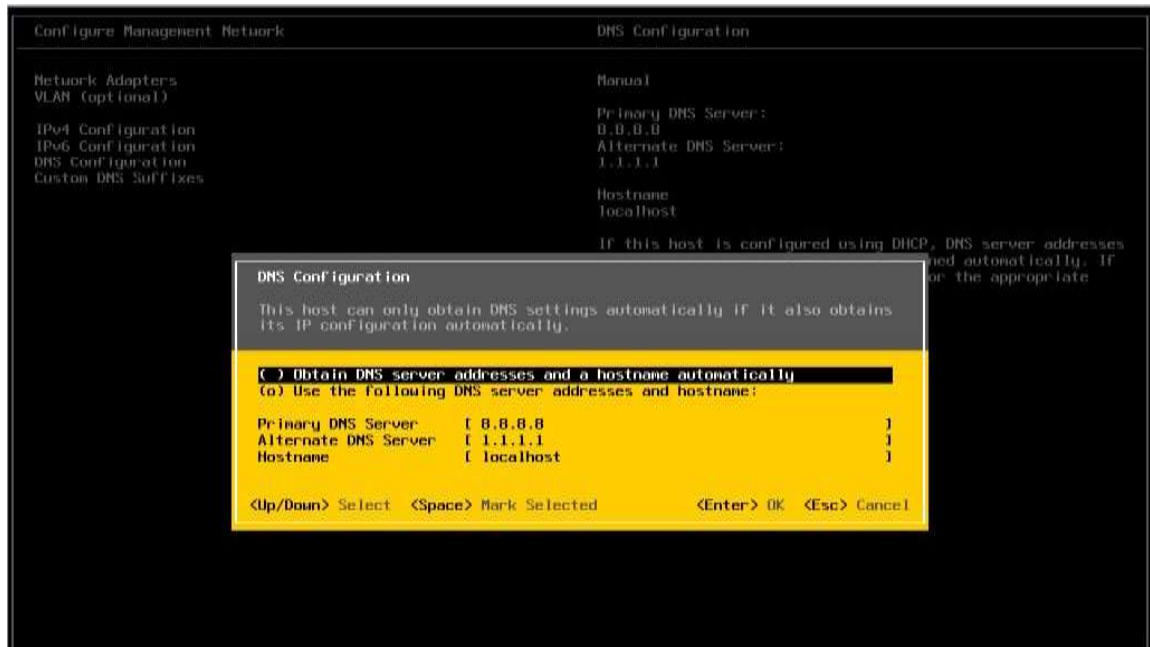 Configure Management Network
DNS Configuration
Network Adapters
VLAN (optional)
IPv4 Configuration
IPv6 Configuration
DNS Configuration
Custom DNS Suffixes
Manual
Primary DNS Server:
8.8.8.8
Alternate DNS Server:
1.1.1.1
Hostname
localhost
If this host is configured using DHCP, DNS server addresses
ned automatically. If
or the appropriate
DNS Configuration
This host can only obtain DNS settings automatically if it also obtains
its IP configuration automatically.
( ) Obtain DNS server addresses and a hostname automatically
(o) Use the following DNS server addresses and hostname:
Primary DNS Server [ 8.8.8.8 ]
Alternate DNS Server [ 1.1.1.1 ]
Hostname [ localhost ]
<Up/Down> Select <Space> Mark Selected <Enter> OK <Esc> Cancel